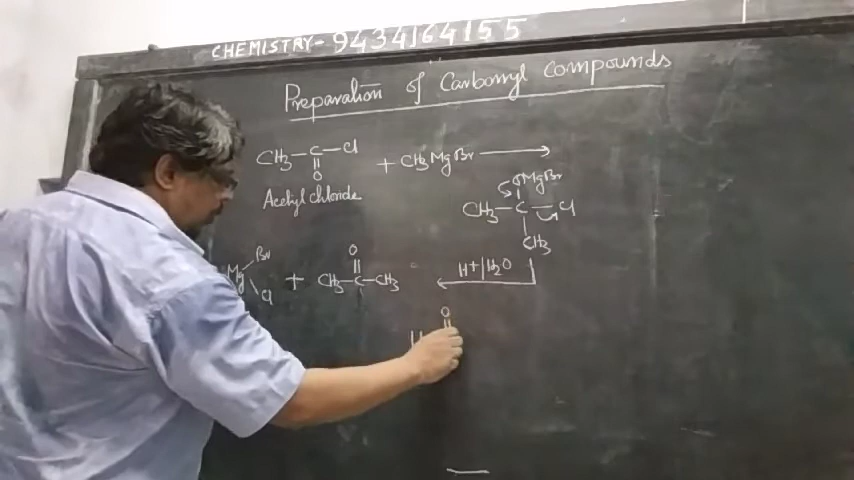 CHEMISTRY- 9434164155
Preparation of Carbonyl Compounds
CH3-C-Cl
O
+ CH3MgBr
Acetyl chloride
OMgBr
CH3-C-Cl
CH3
H+/H2O
Mg
Br
Cl
+
O
CH3-C-CH3
O
H